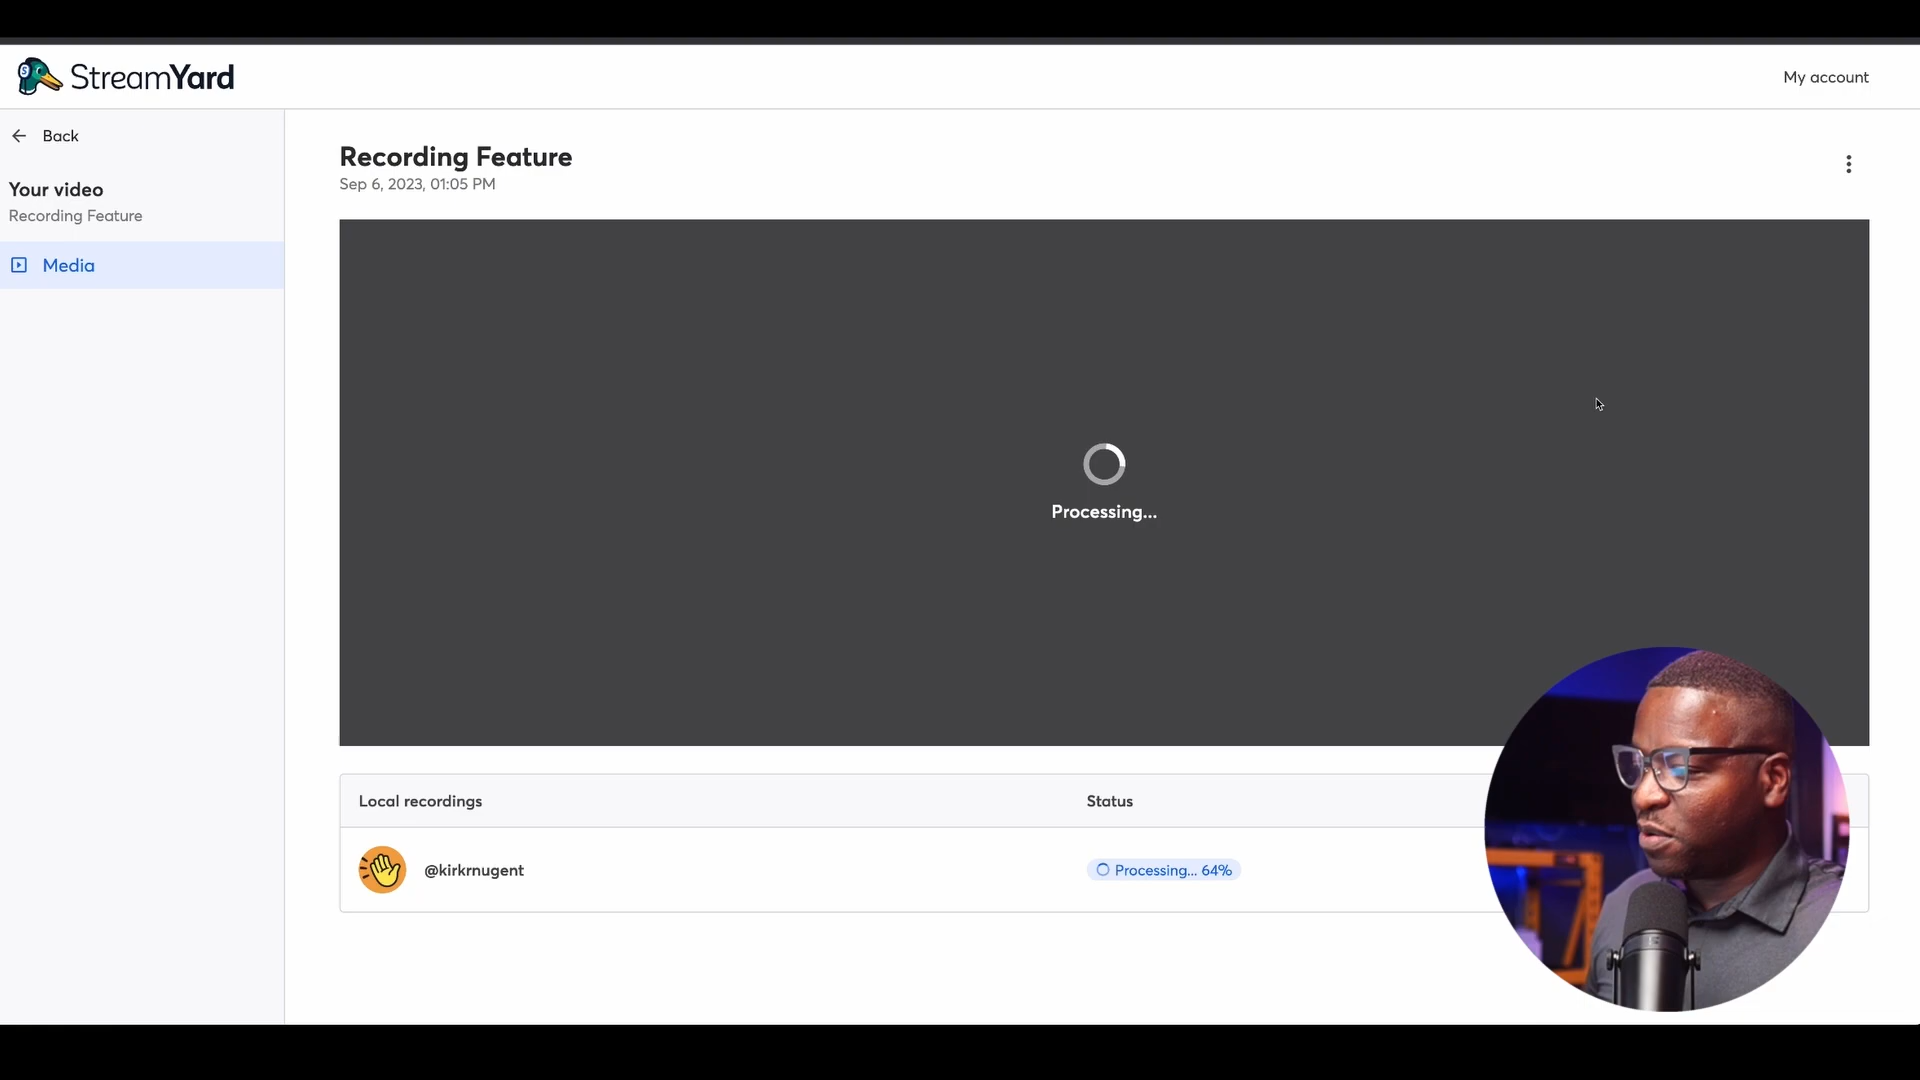 StreamYard
My account
Back
Your video
Recording Feature
Media
Recording Feature
Sep 6, 2023, 01:05 PM
Processing...
Local recordings
Status
@kirkrnugent
Processing... 64%